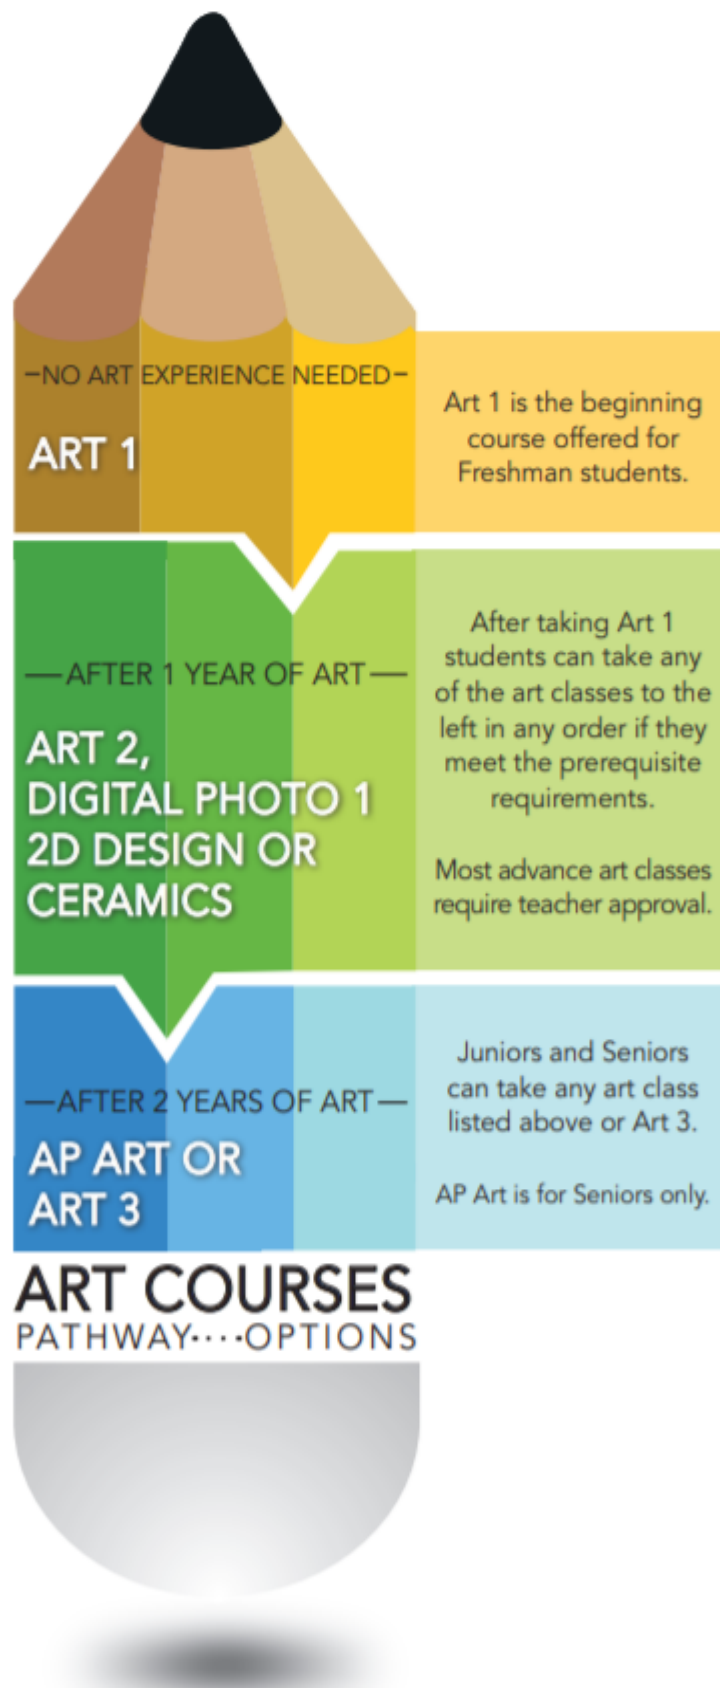 –NO ART EXPERIENCE NEEDED–
ART 1
Art 1 is the beginning
course offered for
Freshman students.
—AFTER 1 YEAR OF ART—
ART 2,
DIGITAL PHOTO 1
2D DESIGN OR
CERAMICS
After taking Art 1
students can take any
of the art classes to the
left in any order if they
meet the prerequisite
requirements.
Most advance art classes
require teacher approval.
—AFTER 2 YEARS OF ART—
AP ART OR
ART 3
Juniors and Seniors
can take any art class
listed above or Art 3.
AP Art is for Seniors only.
ART COURSES
PATHWAY····OPTIONS